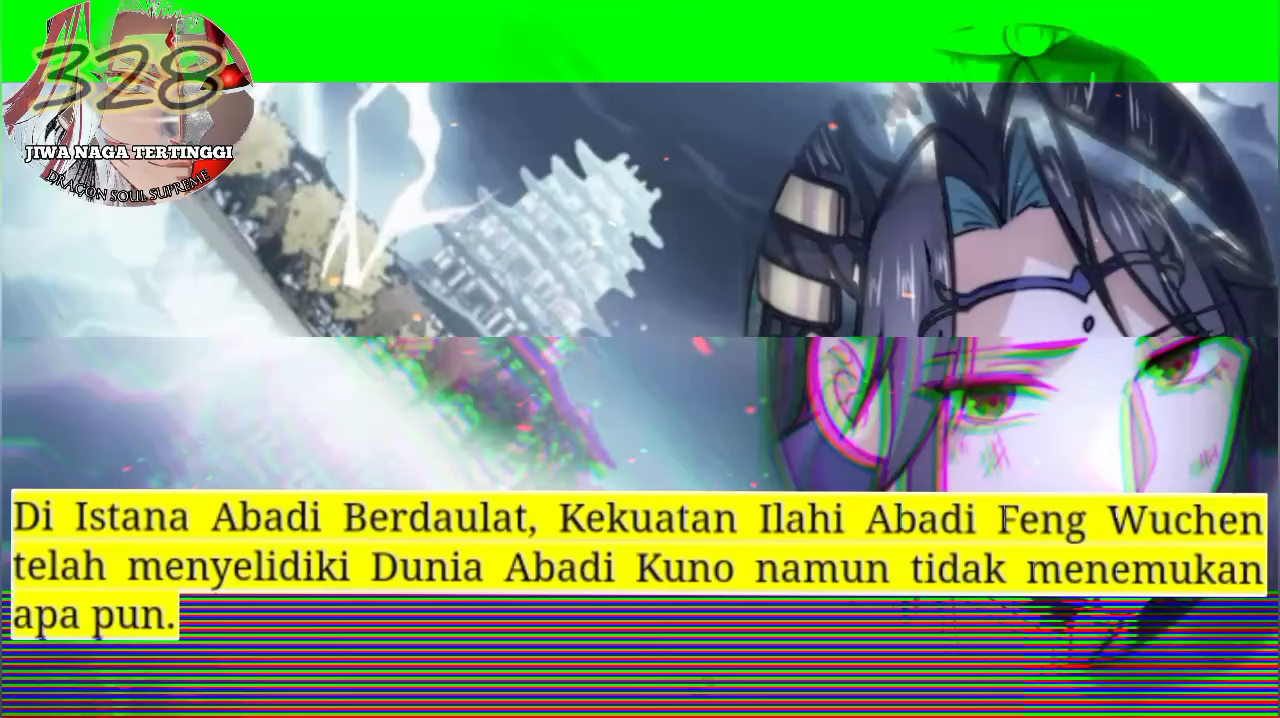 328
JIWA NAGA TERTINGGI
DRAGON SOUL SUPREME
Di Istana Abadi Berdaulat, Kekuatan Ilahi Abadi Feng Wuchen
telah menyelidiki Dunia Abadi Kuno namun tidak menemukan
apa pun.